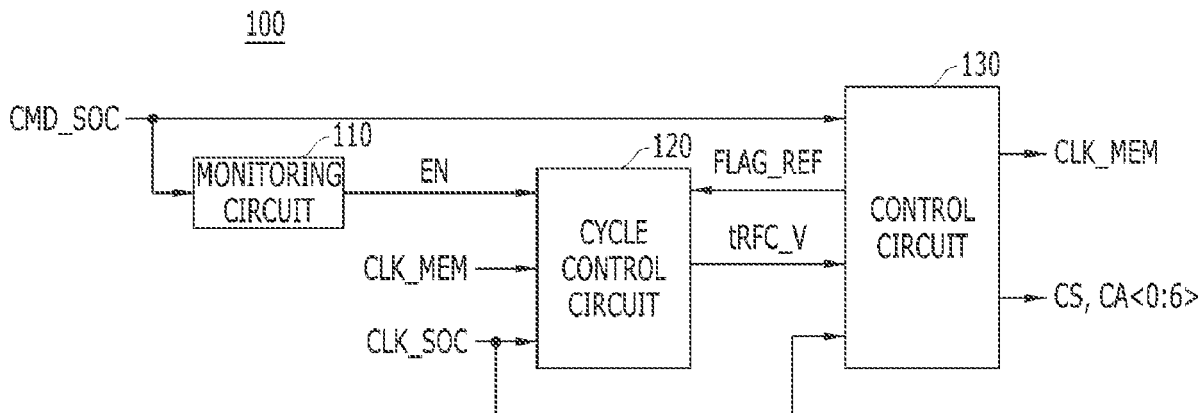 100
130
CMD_SOC
110
120
MONITORING
CIRCUIT
EN
FLAG_REF
CLK_MEM
CYCLE
CONTROL
CIRCUIT
CONTROL
CIRCUIT
tRFC_V
CLK_MEM
CS, CA<0:6>
CLK_SOC